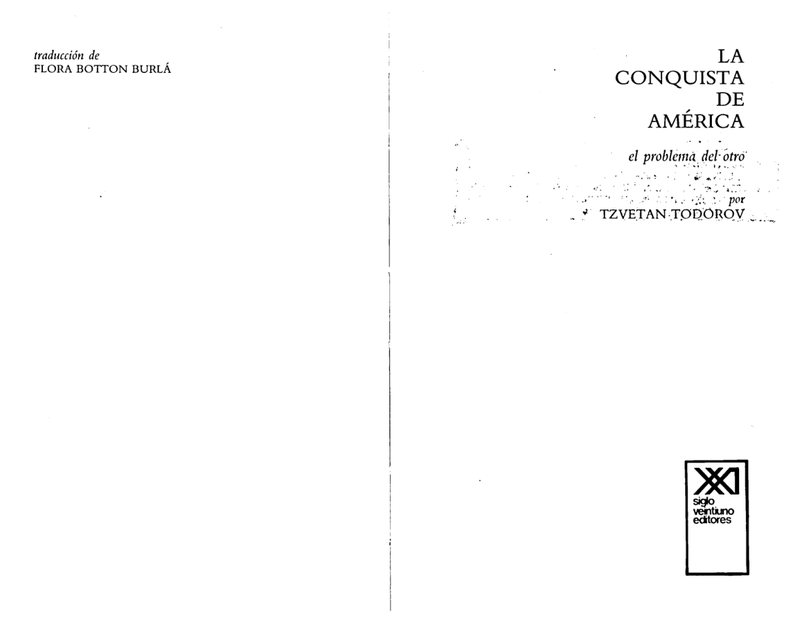 traducción de
FLORA BOTTON BURLÁ
LA
CONQUISTA
DE
AMÉRICA
el problema del otro
por
TZVETAN TODOROV
XXI
siglo
veintiuno
editores